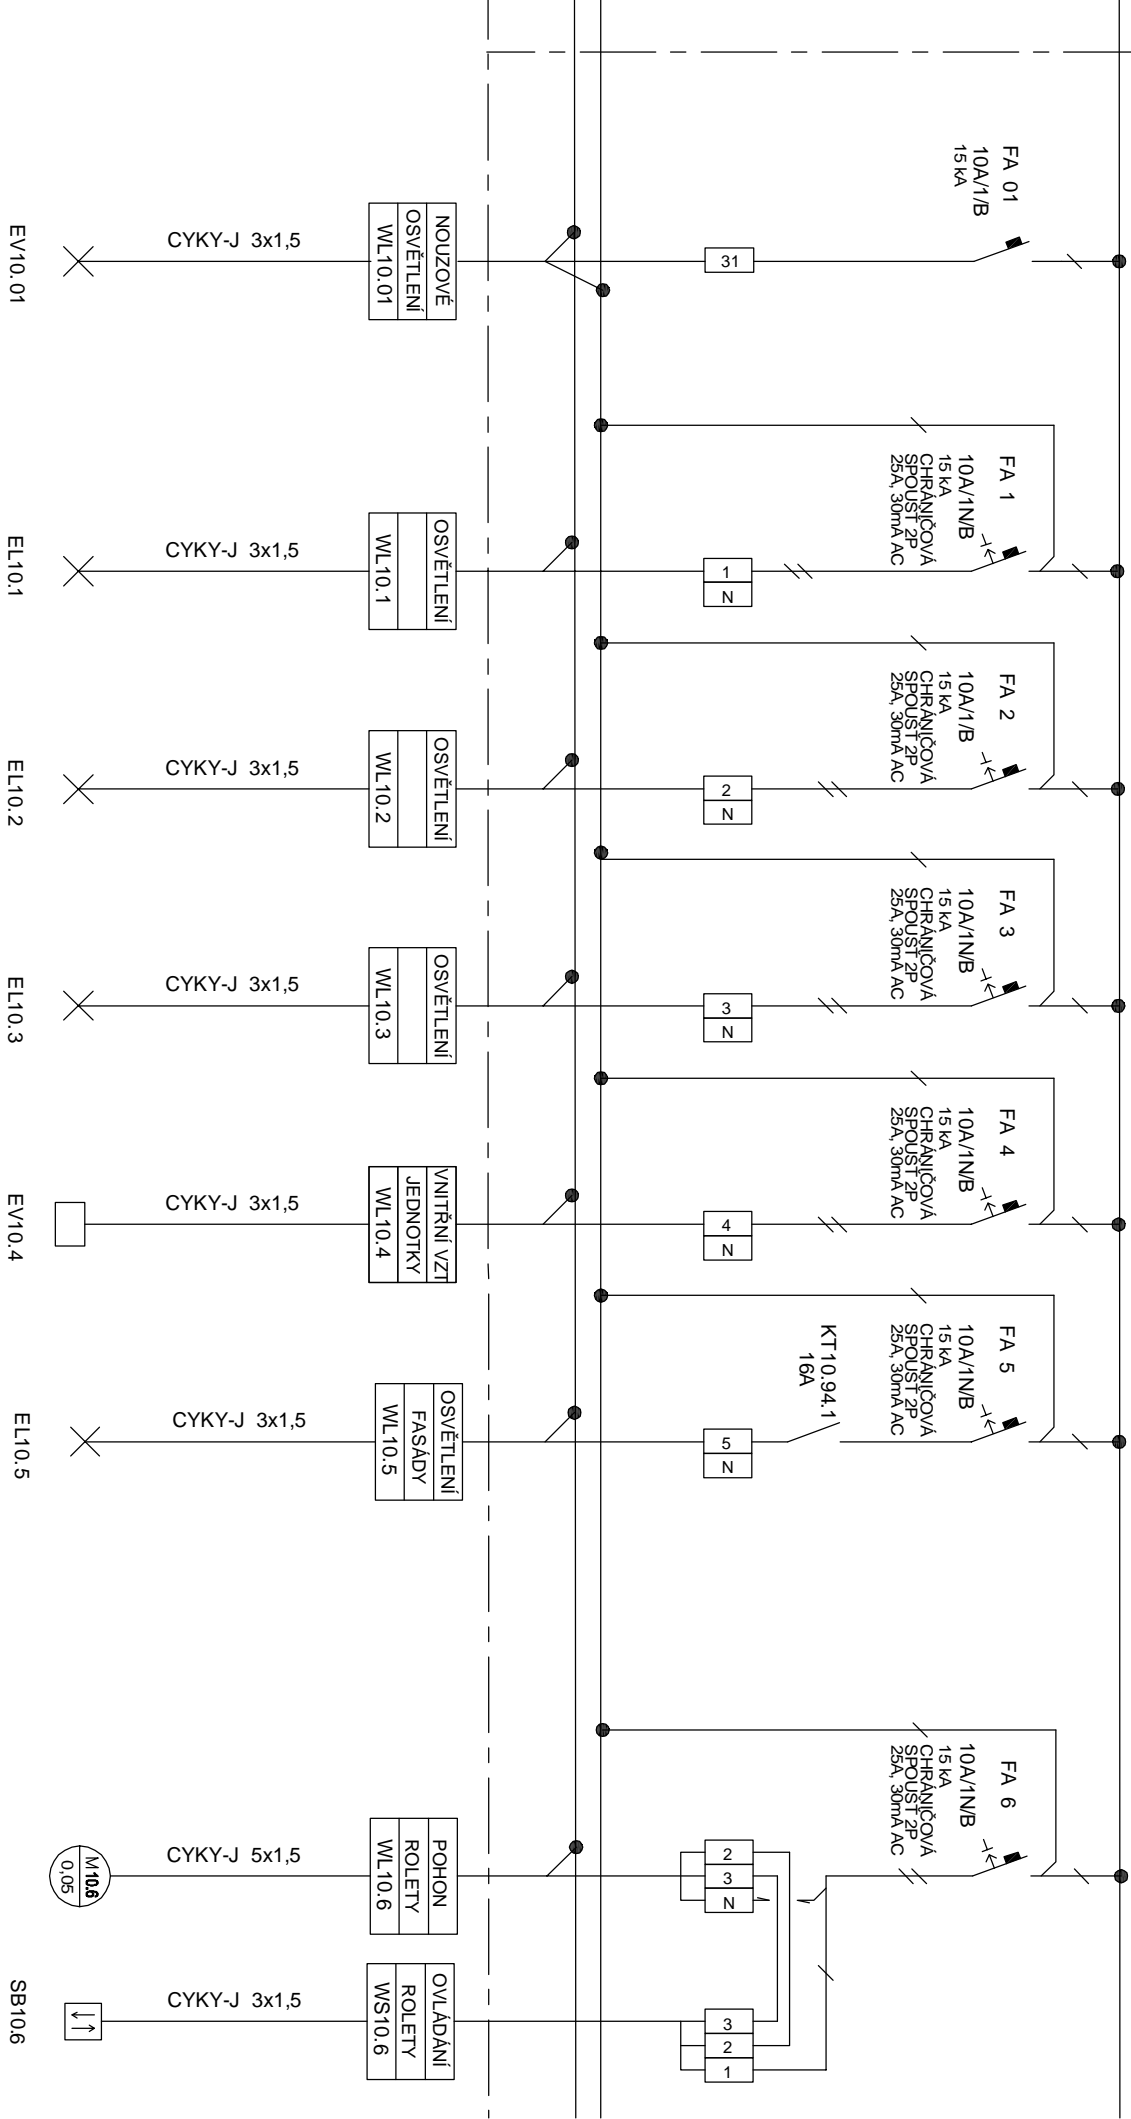 FA 01
10A/1/B
15 kA
31
NOUZOVÉ
OSVĚTLENÍ
WL10.01
CYKY-J 3x1,5
EV10.01
FA 1
10A/1N/B
15 kA
CHRÁNIČOVÁ
SPOUŠŤ 2P
25A, 30mA AC
1
N
OSVĚTLENÍ
WL10.1
CYKY-J 3x1,5
EL10.1
FA 2
10A/1/B
15 kA
CHRÁNIČOVÁ
SPOUŠŤ 2P
25A, 30mA AC
2
N
OSVĚTLENÍ
WL10.2
CYKY-J 3x1,5
EL10.2
FA 3
10A/1N/B
15 kA
CHRÁNIČOVÁ
SPOUŠŤ 2P
25A, 30mA AC
3
N
OSVĚTLENÍ
WL10.3
CYKY-J 3x1,5
EL10.3
FA 4
10A/1N/B
15 kA
CHRÁNIČOVÁ
SPOUŠŤ 2P
25A, 30mA AC
4
N
VNITŘNÍ VZT
JEDNOTKY
WL10.4
CYKY-J 3x1,5
EV10.4
FA 5
10A/1N/B
15 kA
CHRÁNIČOVÁ
SPOUŠŤ 2P
25A, 30mA AC
KT10.94.1
16A
5
N
OSVĚTLENÍ
FASÁDY
WL10.5
CYKY-J 3x1,5
EL10.5
FA 6
10A/1N/B
15 kA
CHRÁNIČOVÁ
SPOUŠŤ 2P
25A, 30mA AC
2
3
N
POHON
ROLETY
WL10.6
CYKY-J 5x1,5
M10.6
0,05
3
2
1
OVLÁDÁNÍ
ROLETY
WS10.6
CYKY-J 3x1,5
SB10.6